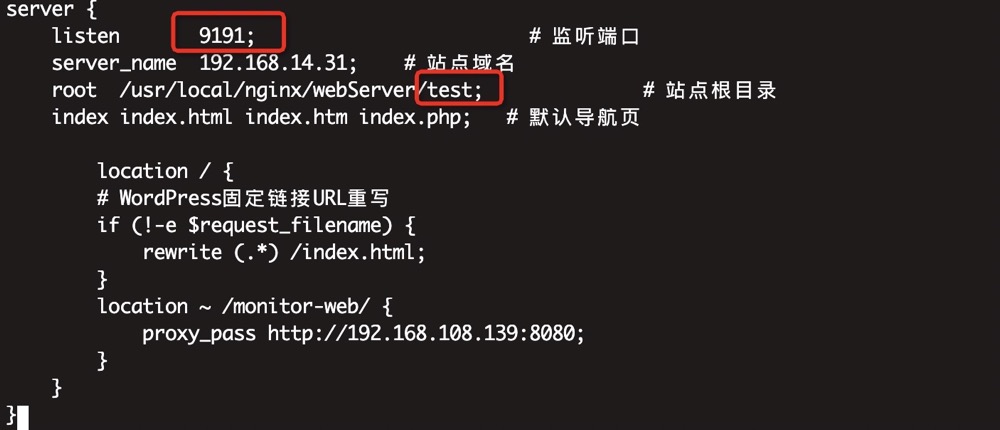 server {
    listen       9191;                         # 监听端口
    server_name  192.168.14.31;    # 站点域名
    root  /usr/local/nginx/webServer/test;              # 站点根目录
    index index.html index.htm index.php;   # 默认导航页

        location / {
        # WordPress固定链接URL重写
        if (!-e $request_filename) {
            rewrite (.*) /index.html;
        }
        location ~ /monitor-web/ {
            proxy_pass http://192.168.108.139:8080;
        }
    }
}